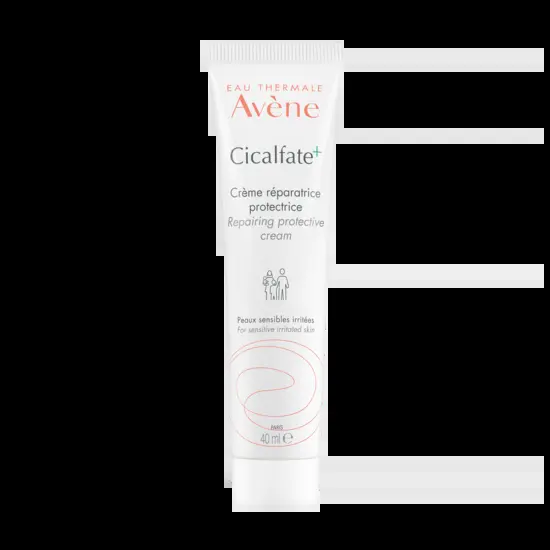 EAU THERMALE
Avène
Cicalfate+
Crème réparatrice
protectrice
Repairing protective
cream
Peaux sensibles irritées
For sensitive irritated skin
PARIS
40 ml ℮